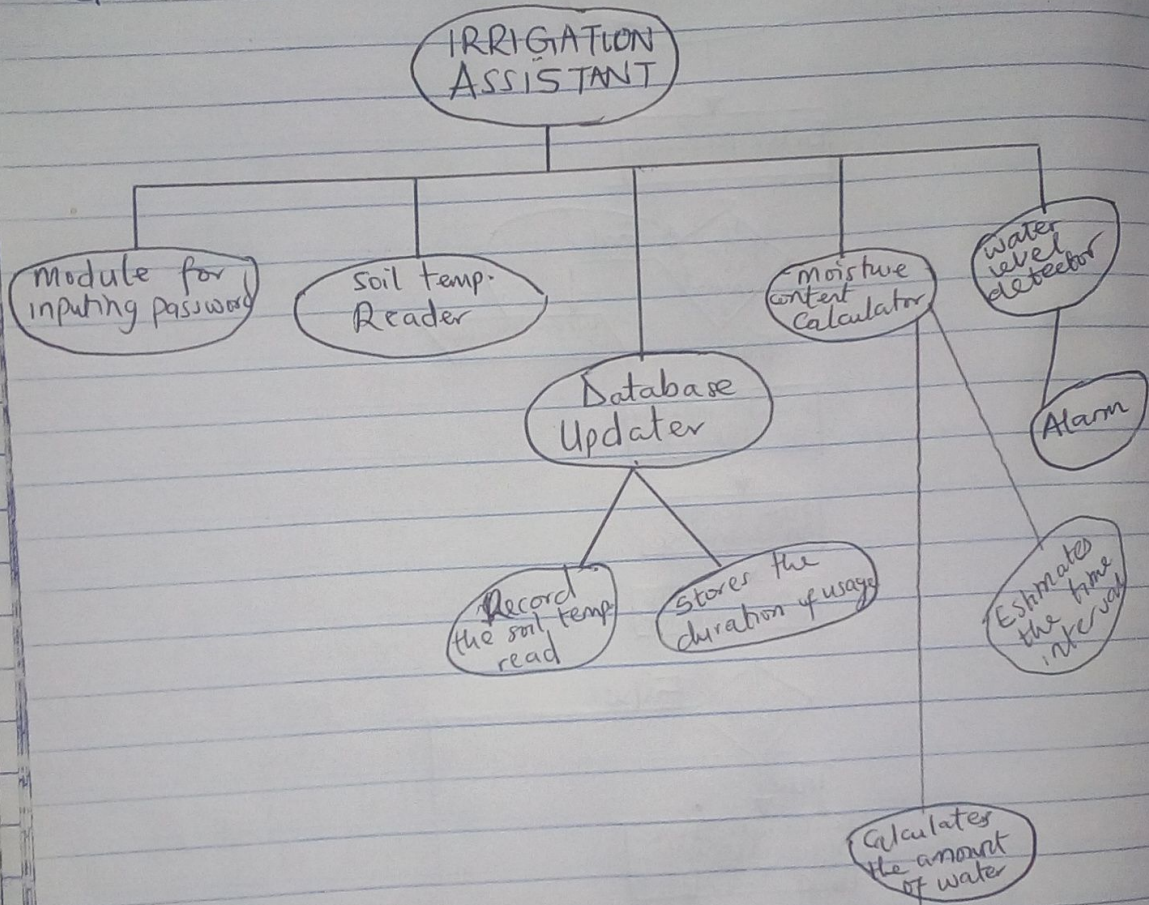 IRRIGATION
ASSISTANT
Module for
inputing password
Soil temp.
Reader
Database
Updater
moisture
content
Calculator
Water
level
detector
Alarm
Record
the soil temp.
read
Stores the
duration of usage
Estimates
the time
interval
Calculates
the amount
of water